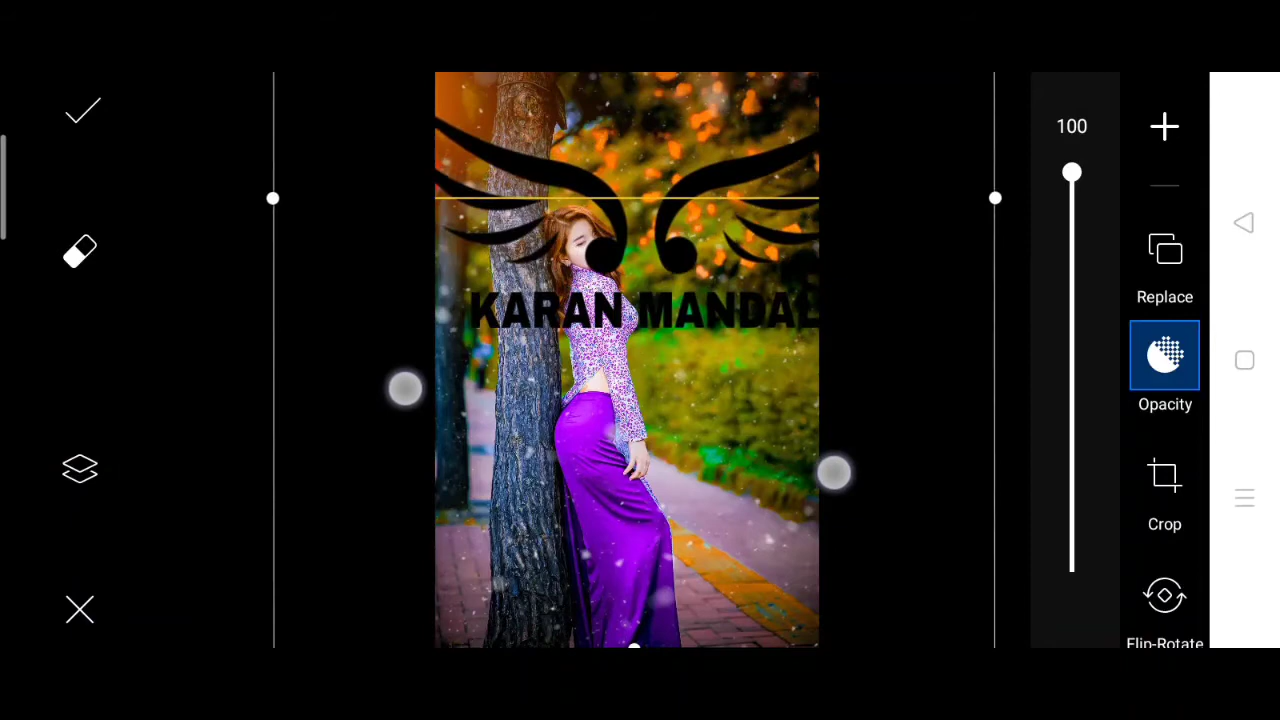 100
Replace
KARAN MANDAL
Opacity
Crop
Flip-Rotate